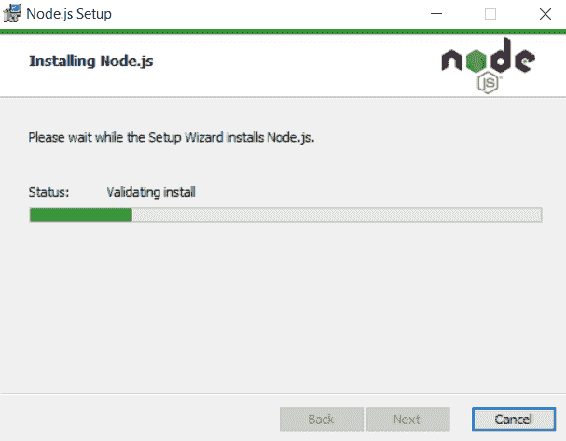 Node.js Setup
Installing Node.js
node
JS
Please wait while the Setup Wizard installs Node.js.
Status: Validating install
Back Next Cancel